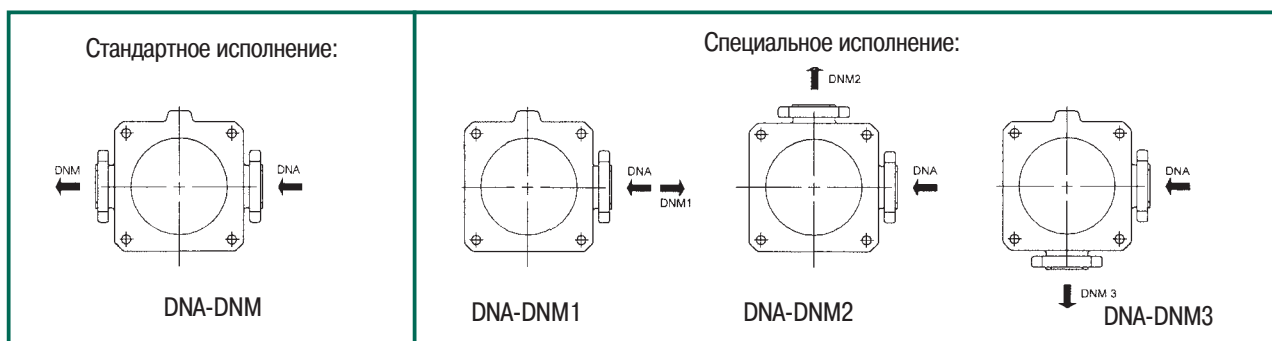 Стандартное исполнение:
DNM
DNA
DNA-DNM
Специальное исполнение:
DNA
DNM1
DNA-DNM1
DNM2
DNA
DNA-DNM2
DNA
DNM 3
DNA-DNM3